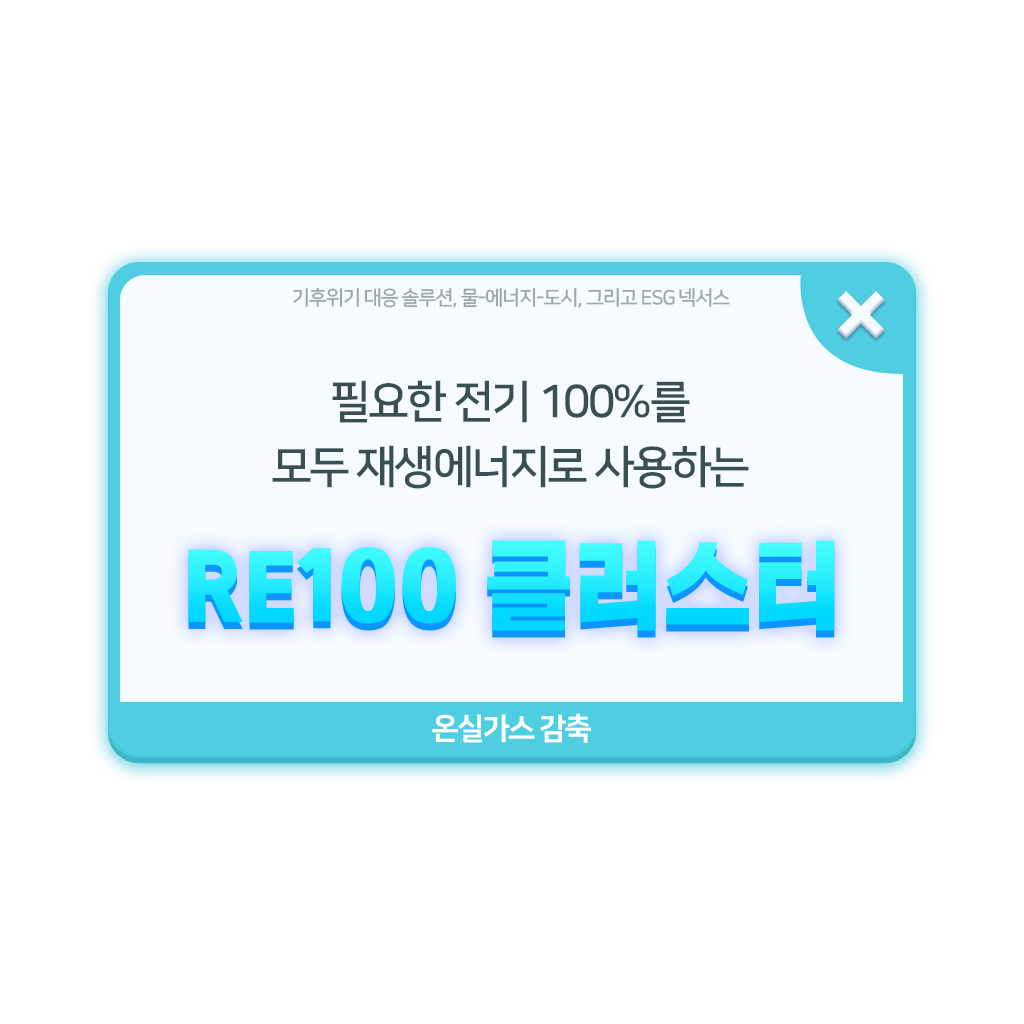 기후위기 대응 솔루션, 물-에너지-도시, 그리고 ESG 넥서스
필요한 전기 100%를
모두 재생에너지로 사용하는
RE100 클러스터
온실가스 감축